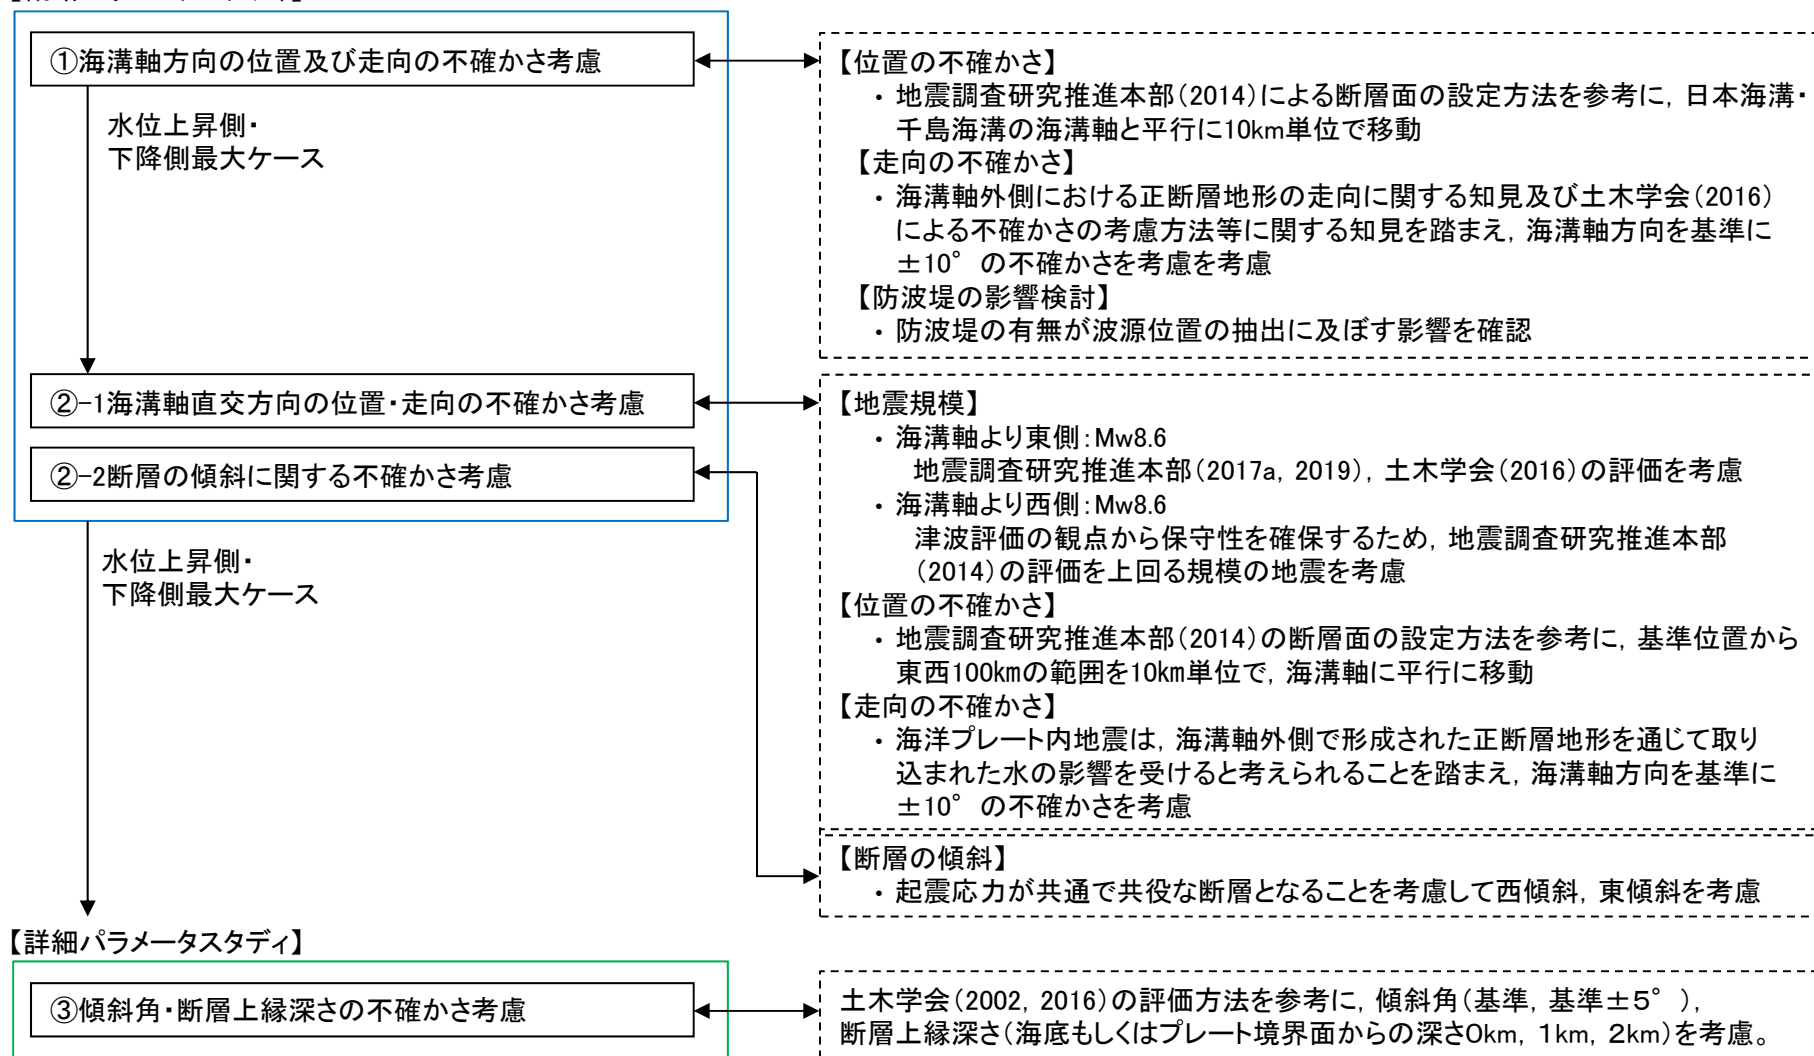 ①海溝軸方向の位置及び走向の不確かさ考慮
水位上昇側・
下降側最大ケース
【位置の不確かさ】
・地震調査研究推進本部（2014）による断層面の設定方法を参考に，日本海溝・
千島海溝の海溝軸と平行に10km単位で移動
【走向の不確かさ】
・海溝軸外側における正断層地形の走向に関する知見及び土木学会（2016）
による不確かさの考慮方法等に関する知見を踏まえ，海溝軸方向を基準に
±10°の不確かさを考慮を考慮
【防波堤の影響検討】
・防波堤の有無が波源位置の抽出に及ぼす影響を確認
②-1海溝軸直交方向の位置・走向の不確かさ考慮
②-2断層の傾斜に関する不確かさ考慮
水位上昇側・
下降側最大ケース
【地震規模】
・海溝軸より東側：Mw8.6
地震調査研究推進本部（2017a，2019），土木学会（2016）の評価を考慮
・海溝軸より西側：Mw8.6
津波評価の観点から保守性を確保するため，地震調査研究推進本部
（2014）の評価を上回る規模の地震を考慮
【位置の不確かさ】
・地震調査研究推進本部（2014）の断層面の設定方法を参考に，基準位置から
東西100㎞の範囲を10㎞単位で，海溝軸に平行に移動
【走向の不確かさ】
・海洋プレート内地震は，海溝軸外側で形成された正断層地形を通じて取り
込まれた水の影響を受けると考えられることを踏まえ，海溝軸方向を基準に
±10°の不確かさを考慮
【断層の傾斜】
・起震応力が共通で共役な断層となることを考慮して西傾斜，東傾斜を考慮
【詳細パラメータスタディ】
③傾斜角・断層上縁深さの不確かさ考慮
土木学会（2002，2016）の評価方法を参考に，傾斜角（基準，基準±5°），
断層上縁深さ（海底もしくはプレート境界面からの深さ0km，1km，2km）を考慮。